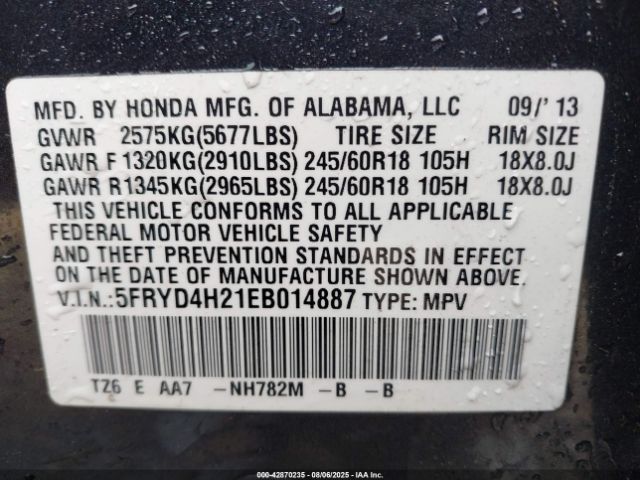 MFD. BY HONDA MFG. OF ALABAMA, LLC 09/'13
GVWR 2575KG(5677LBS) TIRE SIZE RIM SIZE
GAWR F 1320KG(2910LBS) 245/60R18 105H 18X8.0J
GAWR R 1345KG(2965LBS) 245/60R18 105H 18X8.0J
THIS VEHICLE CONFORMS TO ALL APPLICABLE
FEDERAL MOTOR VEHICLE SAFETY
AND THEFT PREVENTION STANDARDS IN EFFECT
ON THE DATE OF MANUFACTURE SHOWN ABOVE.
V.I.N.:5FRYD4H21EB014887 TYPE: MPV
TZ6 E AA7 -NH782M -B -B
000-42870235 - 08/06/2025 - IAA Inc.